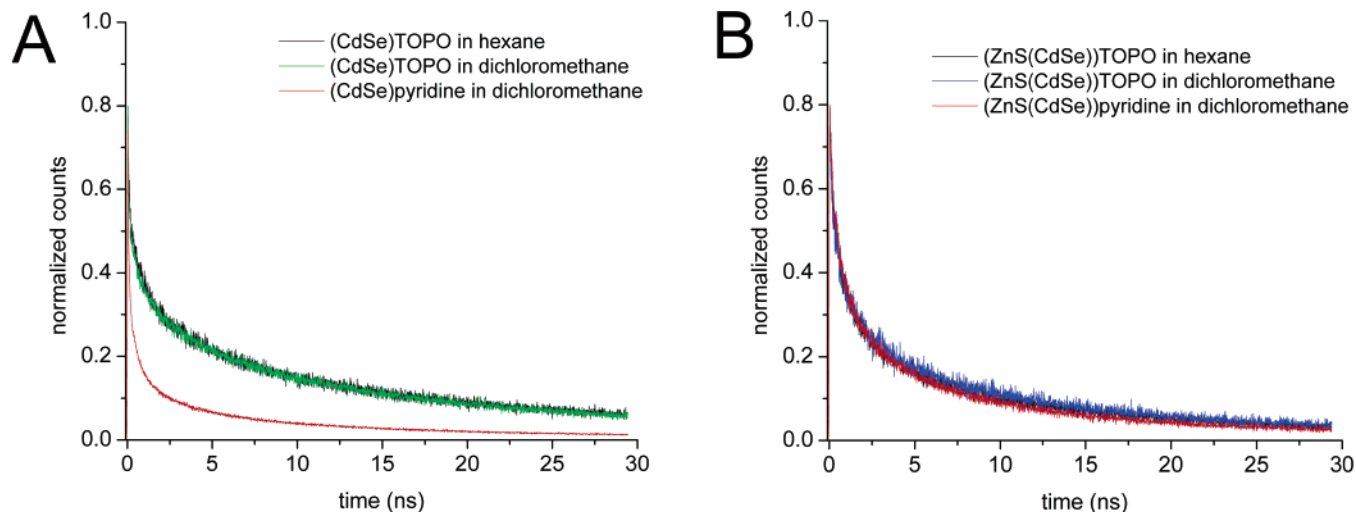 A
(CdSe)TOPO in hexane
(CdSe)TOPO in dichloromethane
(CdSe)pyridine in dichloromethane
normalized counts
1.0
0.8
0.6
0.4
0.2
0.0
0 5 10 15 20 25 30
time (ns)
B
(ZnS(CdSe))TOPO in hexane
(ZnS(CdSe))TOPO in dichloromethane
(ZnS(CdSe))pyridine in dichloromethane
normalized counts
1.0
0.8
0.6
0.4
0.2
0.0
0 5 10 15 20 25 30
time (ns)